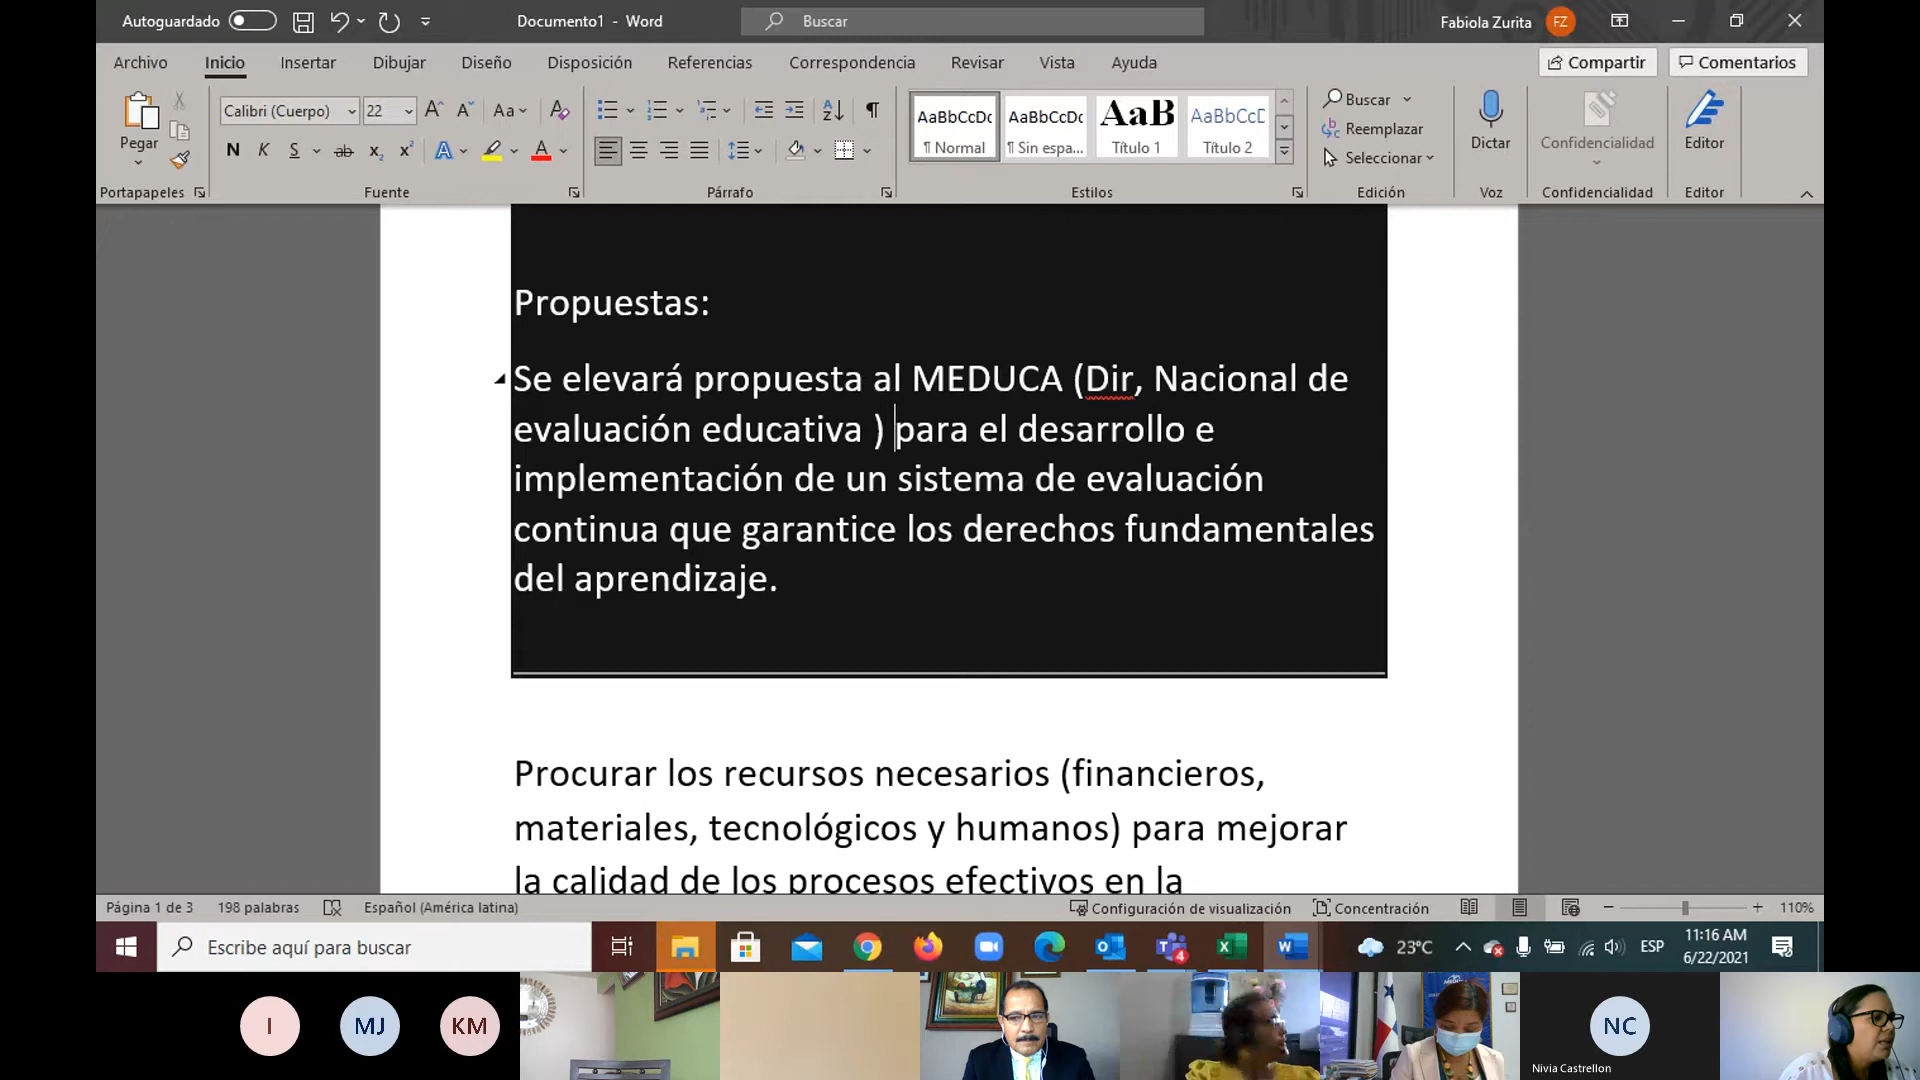 Autoguardado
Documento1 - Word
Buscar
Fabiola Zurita
FZ
Archivo
Inicio
Insertar
Dibujar
Diseño
Disposición
Referencias
Correspondencia
Revisar
Vista
Ayuda
Compartir
Comentarios
Pegar
Calibri (Cuerpo)
22
Aa
N K S ab x₂ x²
AaBbCcDc
¶ Normal
AaBbCcDc
¶ Sin espa...
AaB
Título 1
AaBbCcD
Título 2
Buscar
Reemplazar
Seleccionar
Dictar
Confidencialidad
Editor
Portapapeles
Fuente
Párrafo
Estilos
Edición
Voz
Confidencialidad
Editor
Propuestas:
Se elevará propuesta al MEDUCA (Dir, Nacional de
evaluación educativa ) para el desarrollo e
implementación de un sistema de evaluación
continua que garantice los derechos fundamentales
del aprendizaje.
Procurar los recursos necesarios (financieros,
materiales, tecnológicos y humanos) para mejorar
la calidad de los procesos efectivos en la
Página 1 de 3
198 palabras
Español (América latina)
Configuración de visualización
Concentración
110%
Escribe aquí para buscar
4
23°C
ESP
11:16 AM
6/22/2021
I
MJ
KM
NC
Nivia Castrellon